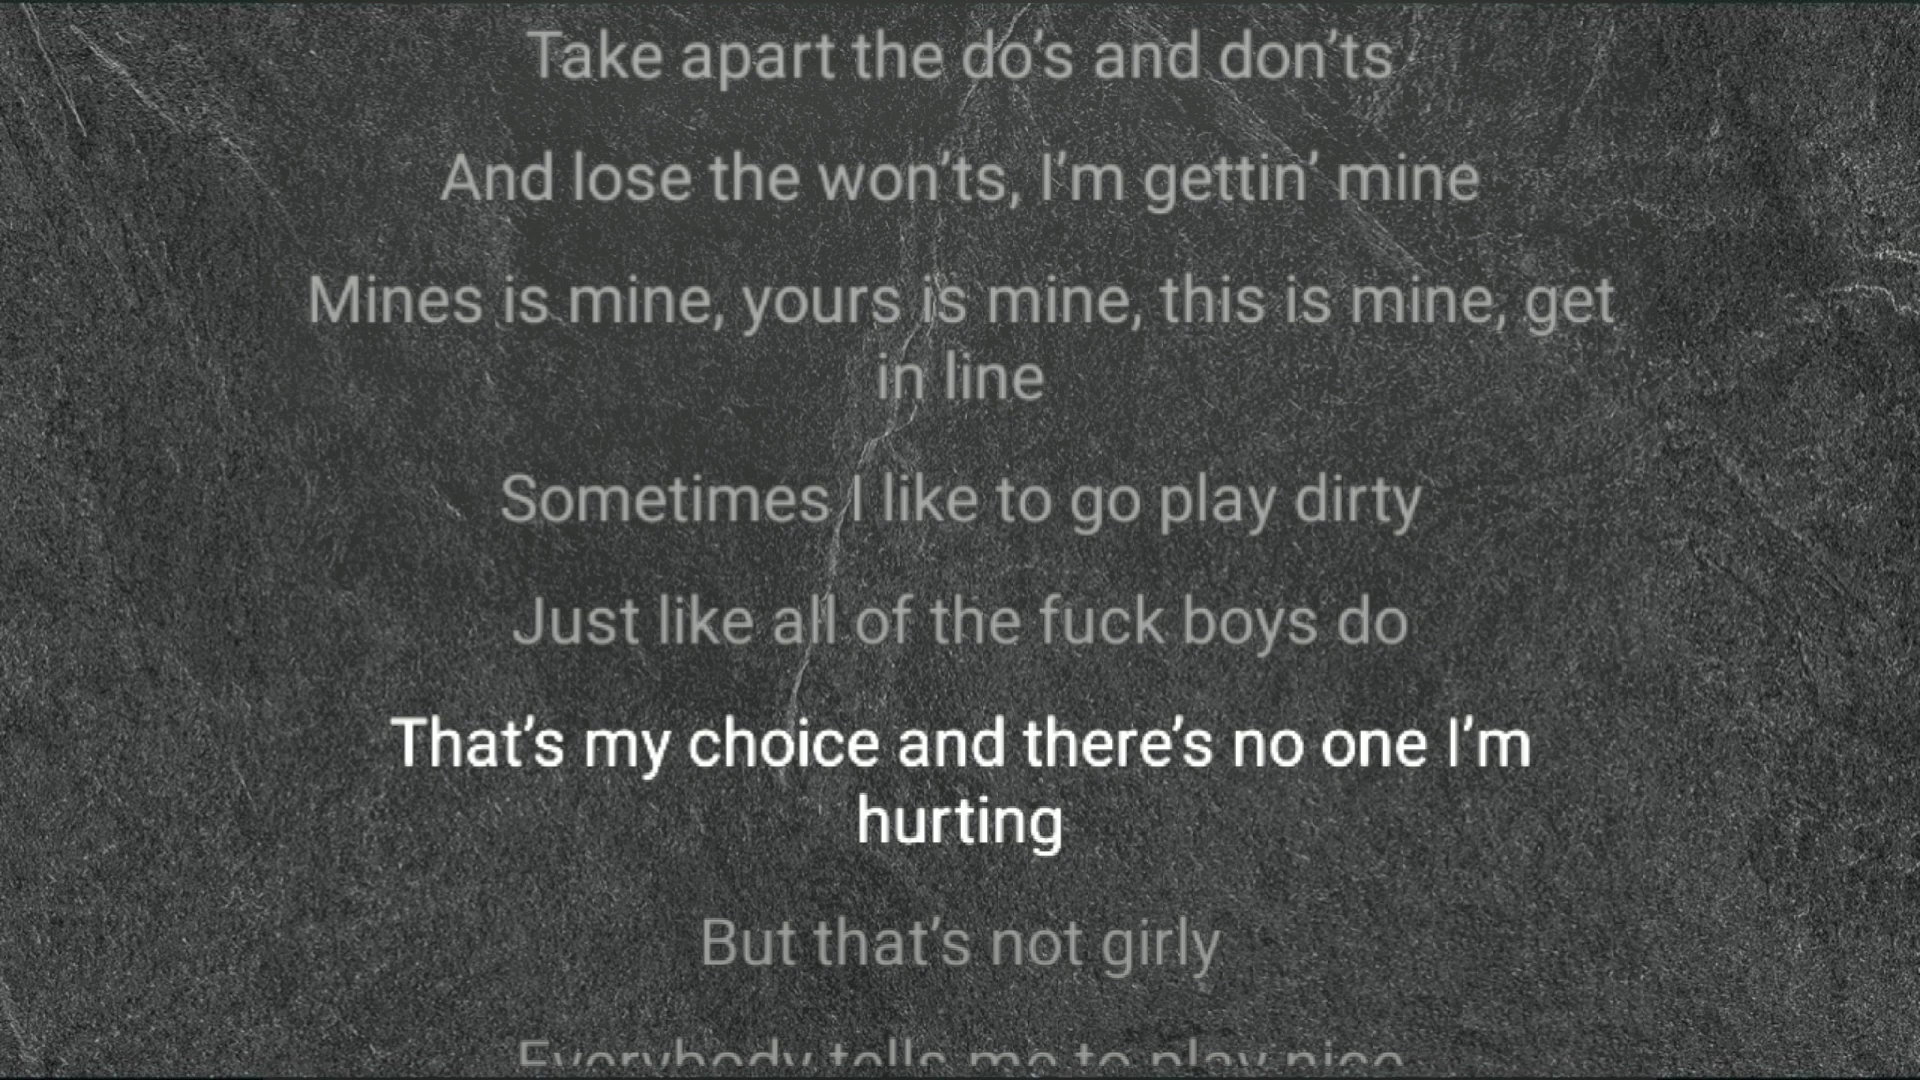 Take apart the do’s and don’ts
And lose the won’ts, I’m gettin’ mine
Mines is mine, yours is mine, this is mine, get
in line
Sometimes I like to go play dirty
Just like all of the fuck boys do
That’s my choice and there’s no one I’m
hurting
But that’s not girly
Everybody tells me to play nice